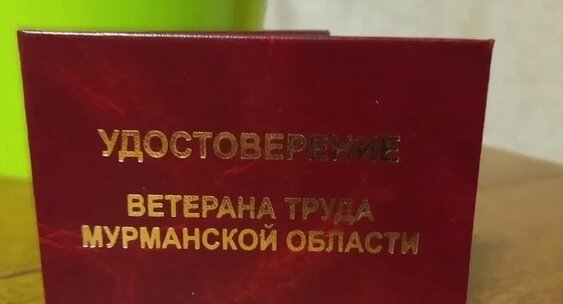 УДОСТОВЕРЕНИЕ
ВЕТЕРАНА ТРУДА
МУРМАНСКОЙ ОБЛАСТИ